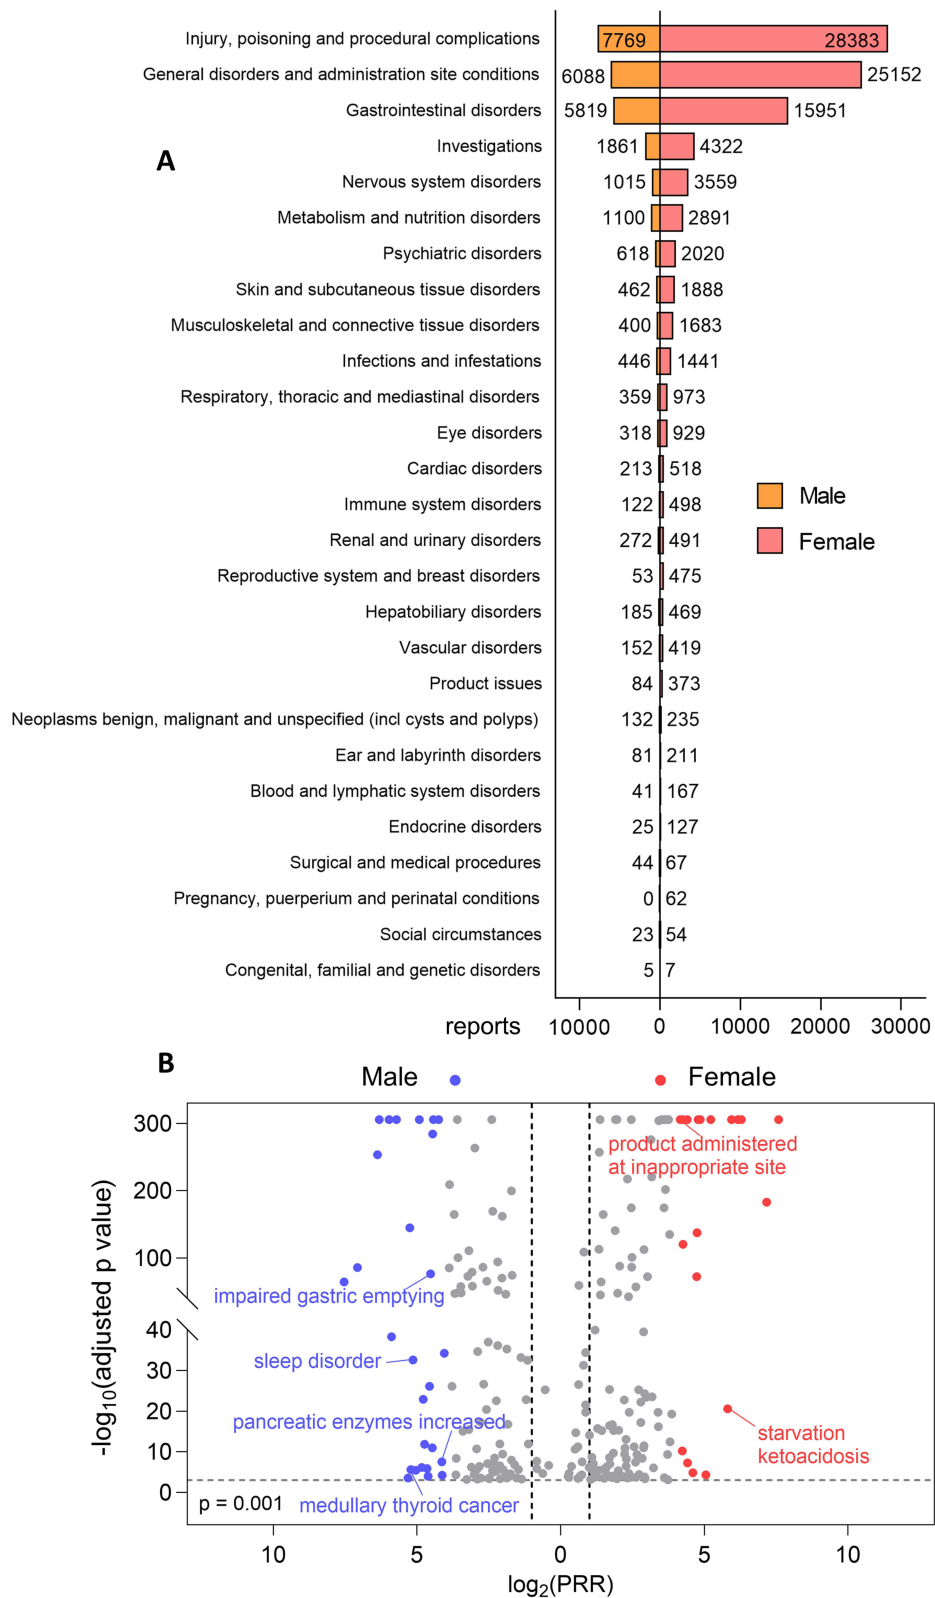 Injury, poisoning and procedural complications 7769 28383
General disorders and administration site conditions 6088 25152
Gastrointestinal disorders 5819 15951
A
Investigations 1861 4322
Nervous system disorders 1015 3559
Metabolism and nutrition disorders 1100 2891
Psychiatric disorders 618 2020
Skin and subcutaneous tissue disorders 462 1888
Musculoskeletal and connective tissue disorders 400 1683
Infections and infestations 446 1441
Respiratory, thoracic and mediastinal disorders 359 973
Eye disorders 318 929
Cardiac disorders 213 518
Immune system disorders 122 498
Male
Renal and urinary disorders 272 491
Female
Reproductive system and breast disorders 53 475
Hepatobiliary disorders 185 469
Vascular disorders 152 419
Product issues 84 373
Neoplasms benign, malignant and unspecified (incl cysts and polyps) 132 235
Ear and labyrinth disorders 81 211
Blood and lymphatic system disorders 41 167
Endocrine disorders 25 127
Surgical and medical procedures 44 67
Pregnancy, puerperium and perinatal conditions 0 62
Social circumstances 23 54
Congenital, familial and genetic disorders 5 7
reports 10000 0 10000 20000 30000
B
Male Female
300
product administered
at inappropriate site
200
100
impaired gastric emptying
40
sleep disorder
30
20
pancreatic enzymes increased
starvation
ketoacidosis
10
0
p = 0.001
medullary thyroid cancer
-log10(adjusted p value)
10 5 0 5 10
log2(PRR)